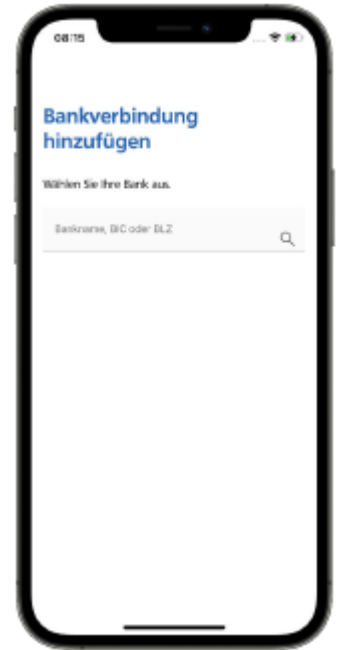 08:15
Bankverbindung
hinzufügen
Wählen Sie Ihre Bank aus.
Bankname, BIC oder BLZ